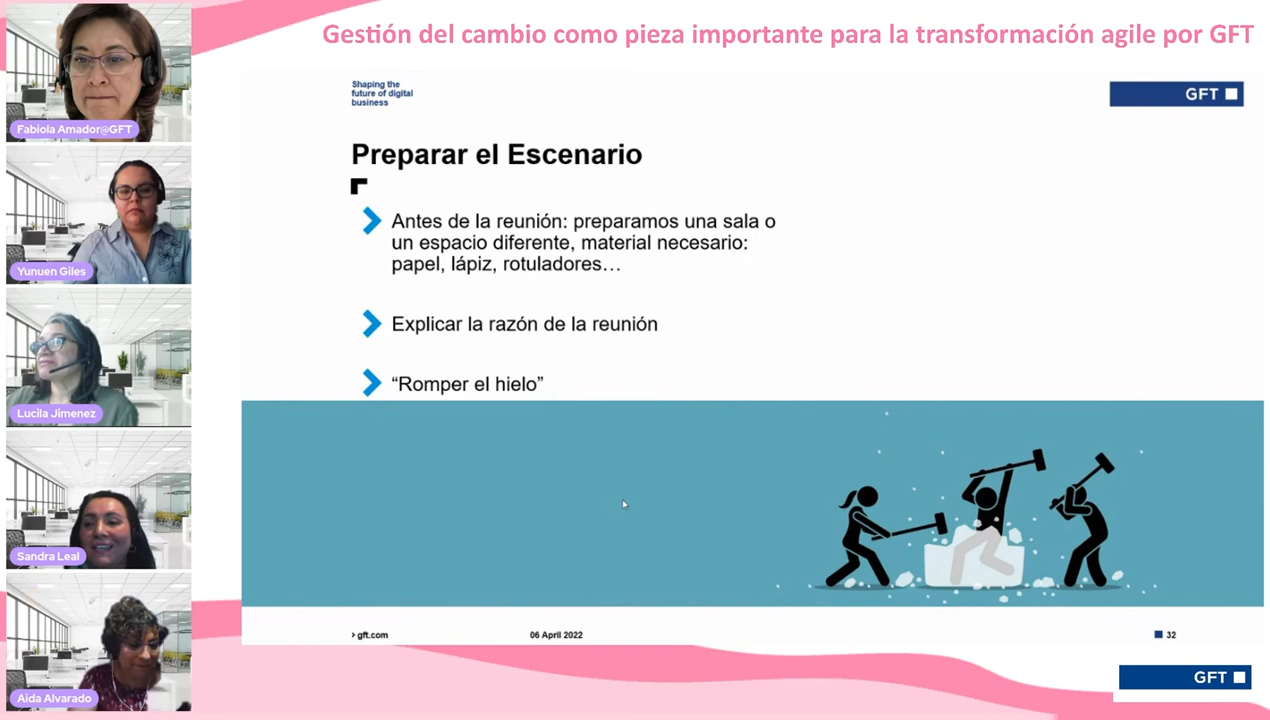 Gestión del cambio como pieza importante para la transformación agile por GFT
Shaping the
future of digital
business
GFT
Preparar el Escenario
Antes de la reunión: preparamos una sala o
un espacio diferente, material necesario:
papel, lápiz, rotuladores…
Explicar la razón de la reunión
“Romper el hielo”
› gft.com
06 April 2022
32
GFT
Fabiola Amador@GFT
Yunuen Giles
Lucila Jimenez
Sandra Leal
Aida Alvarado